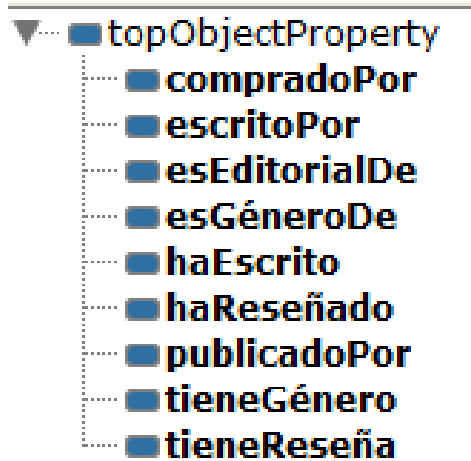 topObjectProperty
compradoPor
escritoPor
esEditorialDe
esGéneroDe
haEscrito
haReseñado
publicadoPor
tieneGénero
tieneReseña